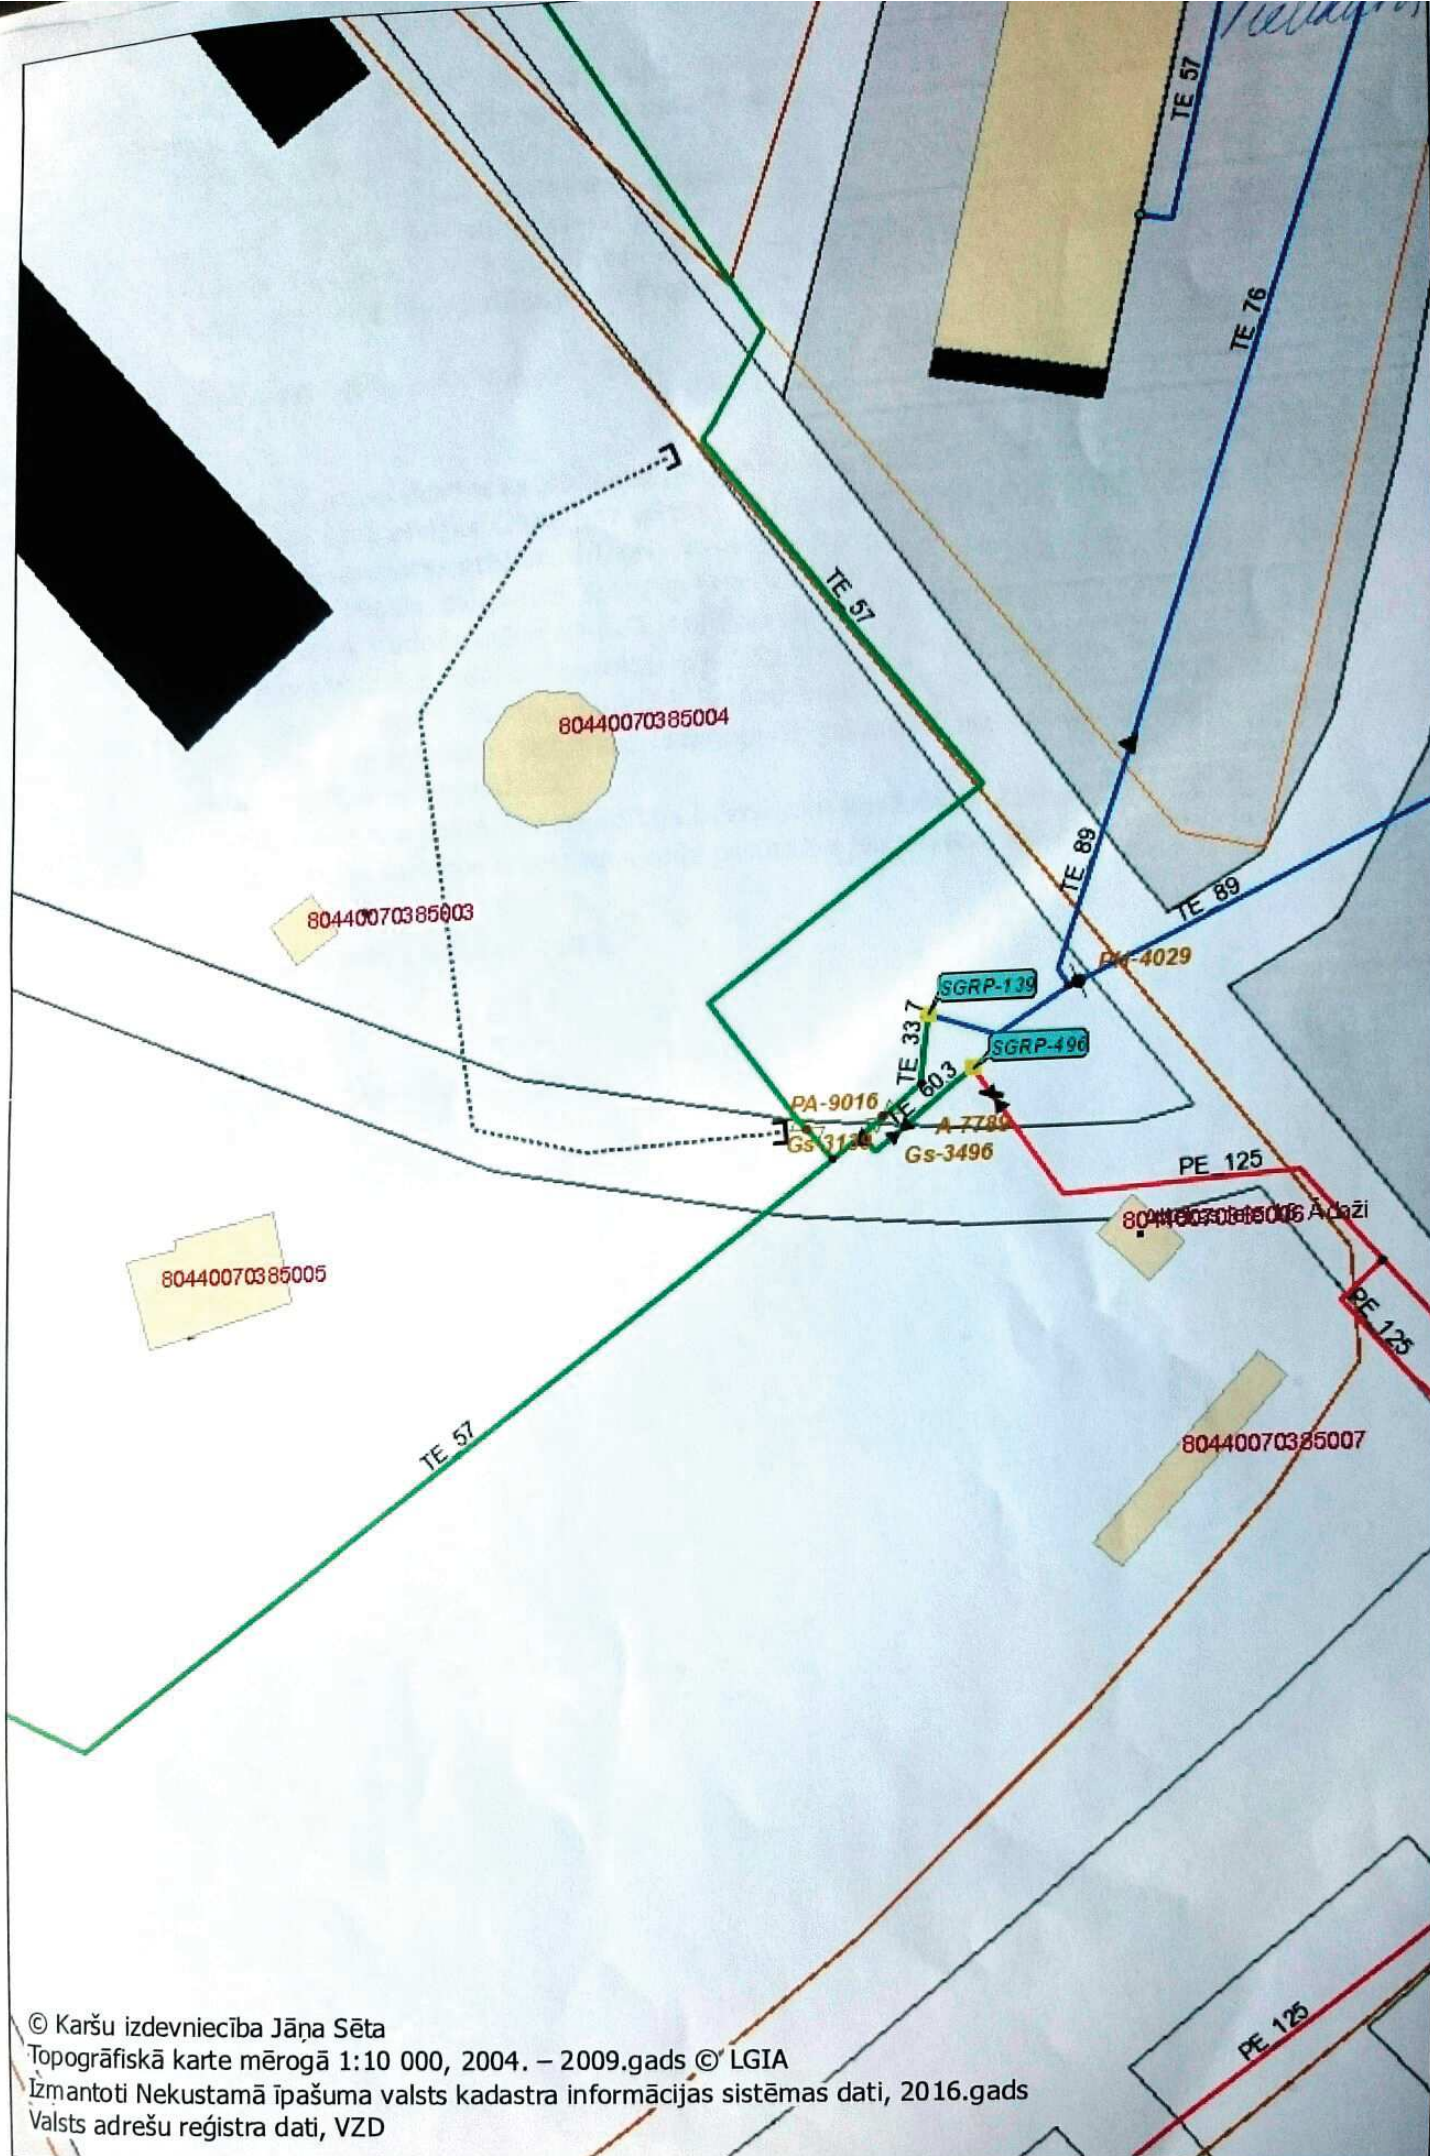 TE 57
TE 76
TE 57
80440070385004
TE 89
80440070385003
TE 89
PM-4029
SGRP-139
TE 33.7
SGRP-496
TE 60.3
PA-9016
A-7789
Gs-3139
Gs-3496
PE 125
Ādaži
80440070385005
PE 125
80440070385007
TE 57
PE 125
© Karšu izdevniecība Jāņa Sēta
Topogrāfiskā karte mērogā 1:10 000, 2004. – 2009.gads © LGIA
Izmantoti Nekustamā īpašuma valsts kadastra informācijas sistēmas dati, 2016.gads
Valsts adrešu reģistra dati, VZD